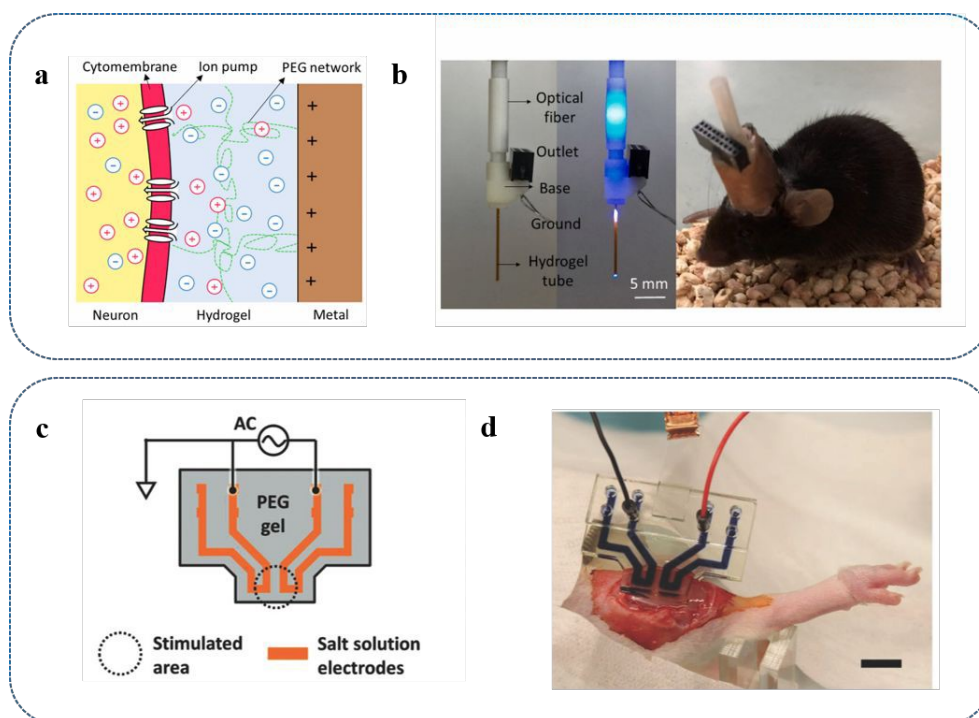 a
Cytomembrane
Ion pump
PEG network
Neuron
Hydrogel
Metal
b
Optical
fiber
Outlet
Base
Ground
Hydrogel
tube
5 mm
c
AC
PEG
gel
Stimulated
area
Salt solution
electrodes
d